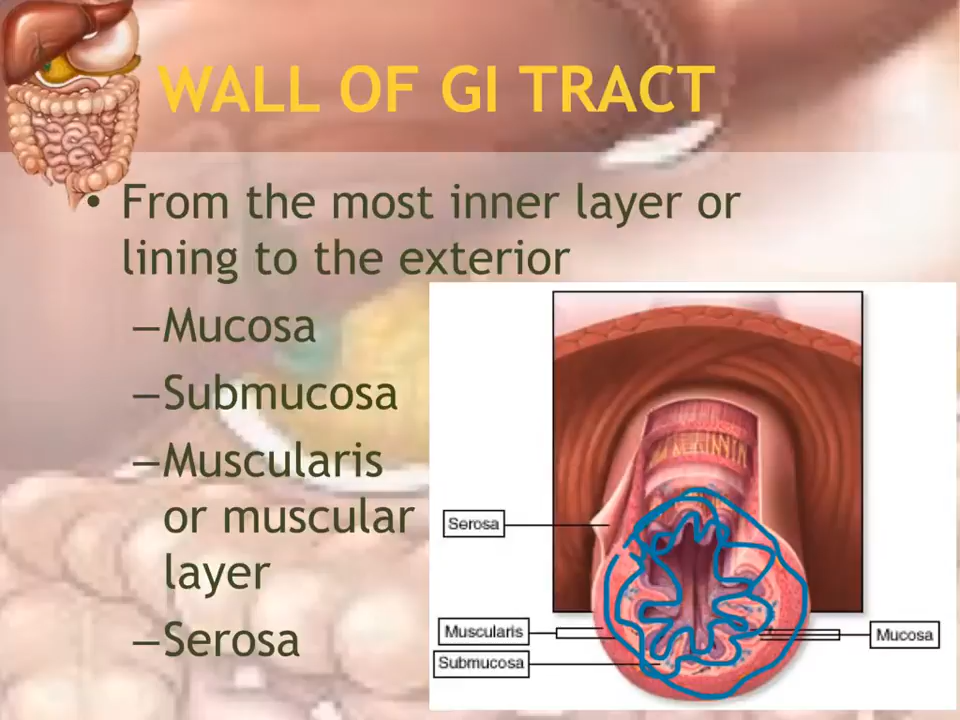 WALL OF GI TRACT
• From the most inner layer or
lining to the exterior
–Mucosa
–Submucosa
–Muscularis
or muscular
layer
–Serosa
Serosa
Muscularis
Mucosa
Submucosa